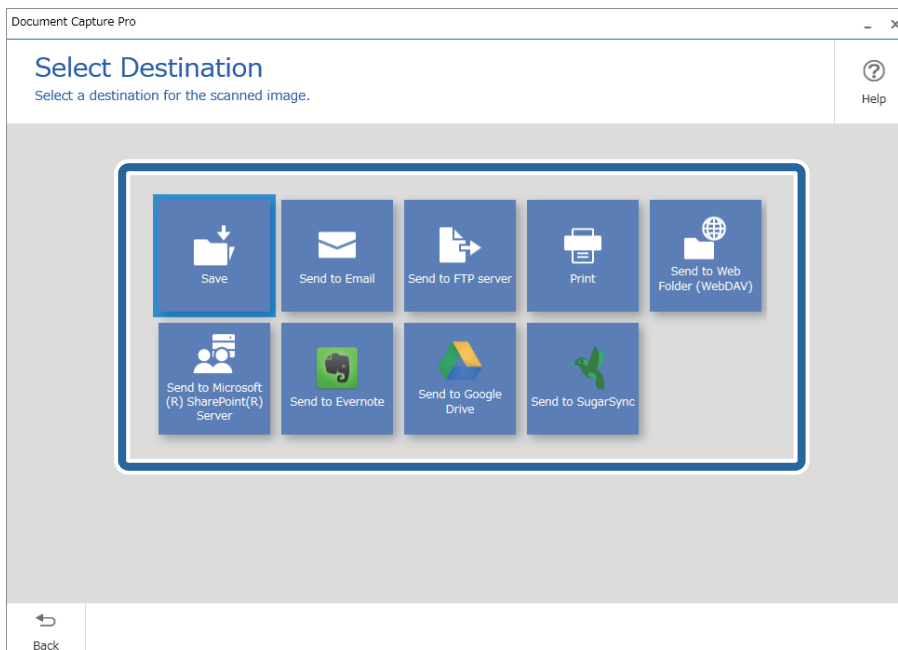 Document Capture Pro
Select Destination
Select a destination for the scanned image.
Help
Save
Send to Email
Send to FTP server
Print
Send to Web
Folder (WebDAV)
Send to Microsoft
(R) SharePoint(R)
Server
Send to Evernote
Send to Google
Drive
Send to SugarSync
Back